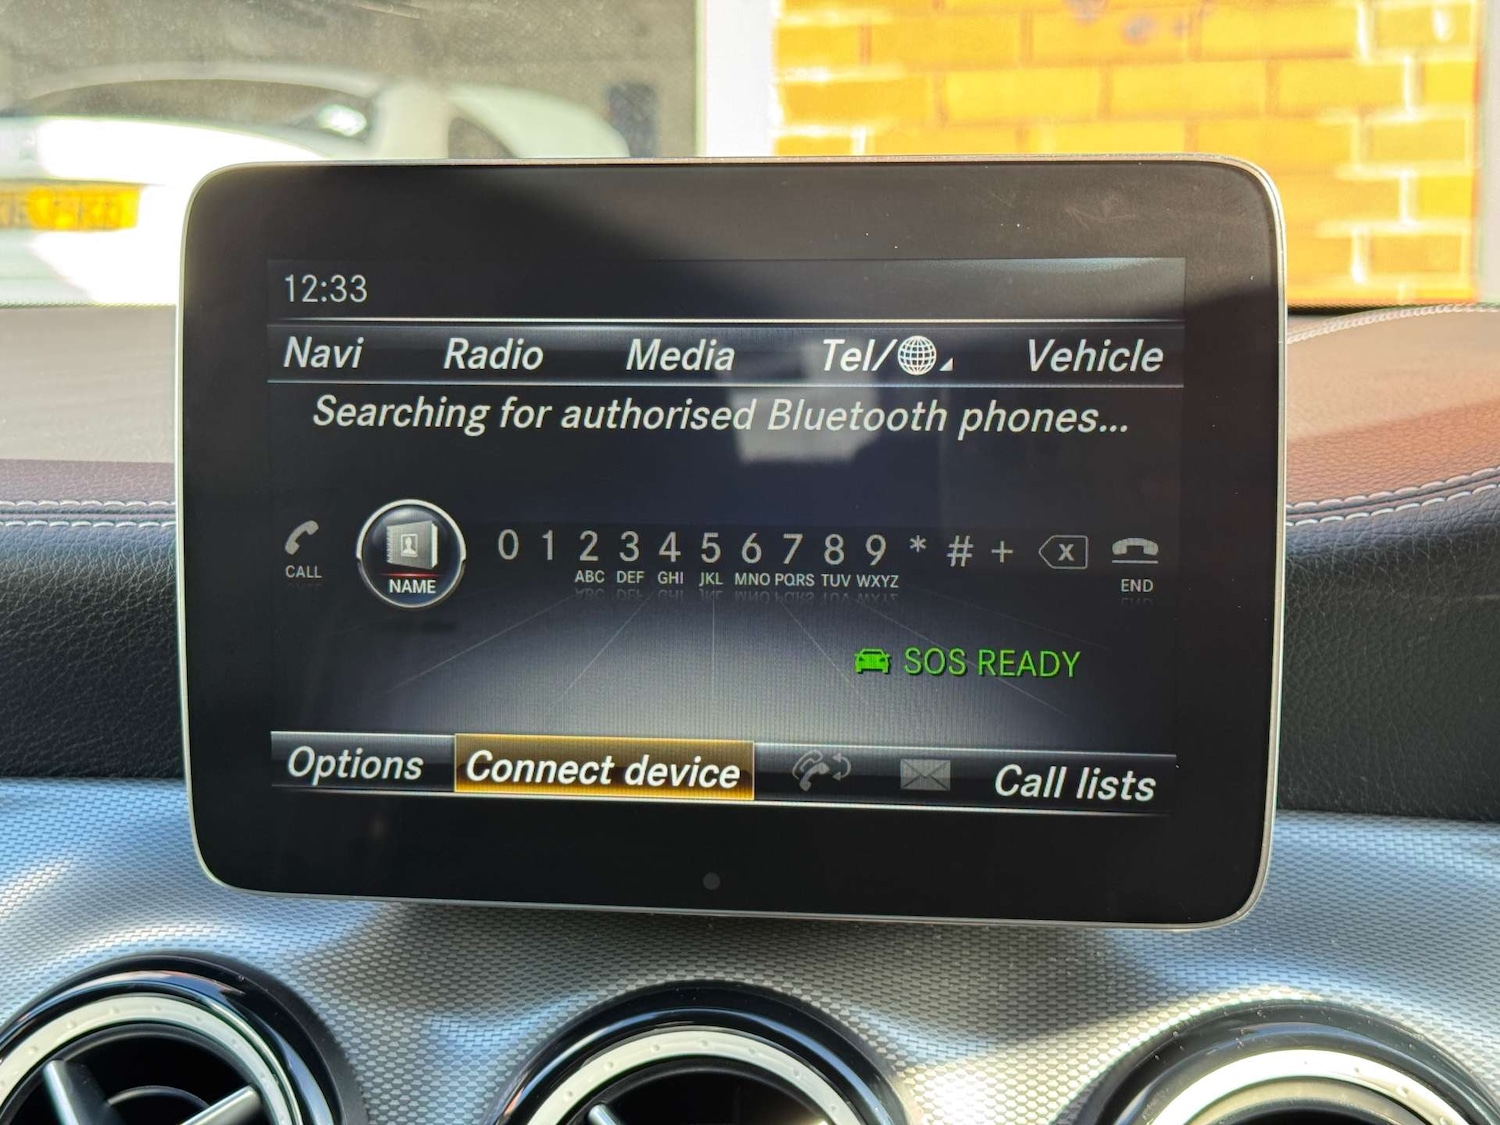 12:33
Navi Radio Media Tel/ Vehicle
Searching for authorised Bluetooth phones...
CALL NAME 0 1 2 3 4 5 6 7 8 9 * # + X END
ABC DEF GHI JKL MNO PQRS TUV WXYZ
SOS READY
Options Connect device Call lists